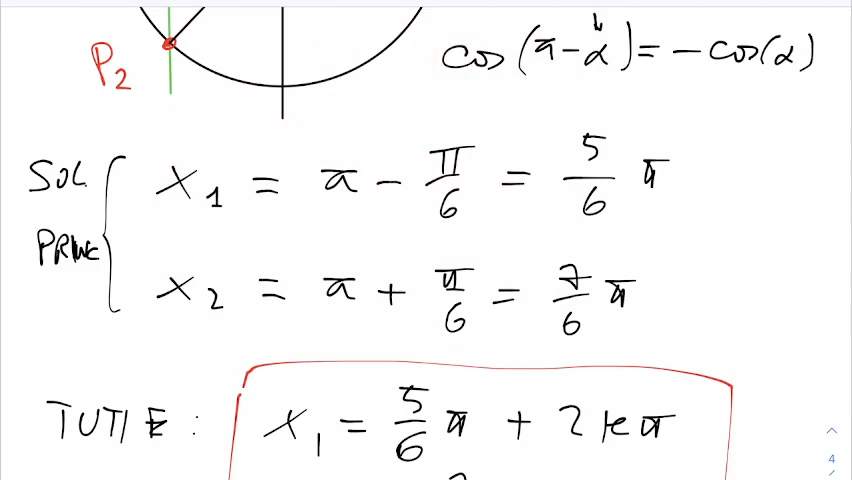 cos(π-α)=-cos(α)
P₂
SOL
PRINC
x₁ = π - π/6 = 5/6 π
x₂ = π + π/6 = 7/6 π
TUTTE: x₁ = 5/6 π + 2kπ
4